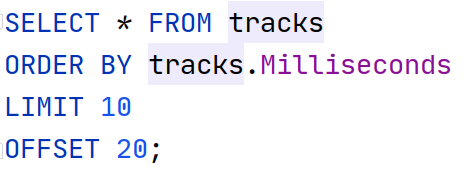 SELECT * FROM tracks
ORDER BY tracks.Milliseconds
LIMIT 10
OFFSET 20;